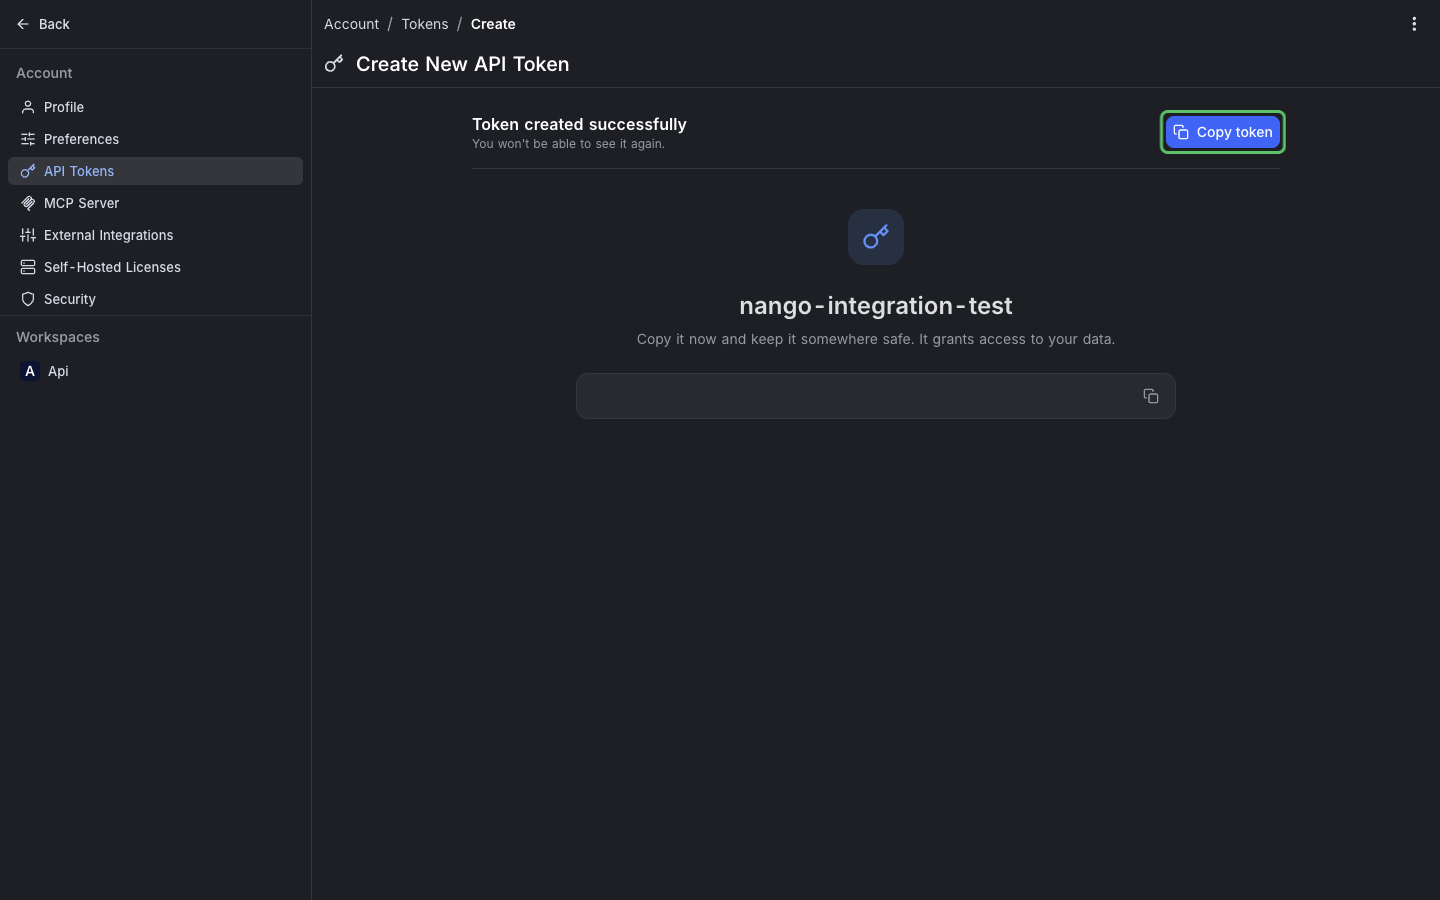 Back
Account / Tokens / Create
Create New API Token
Account
Profile
Preferences
API Tokens
MCP Server
External Integrations
Self-Hosted Licenses
Security
Workspaces
A Api
Token created successfully
You won't be able to see it again.
Copy token
nango-integration-test
Copy it now and keep it somewhere safe. It grants access to your data.